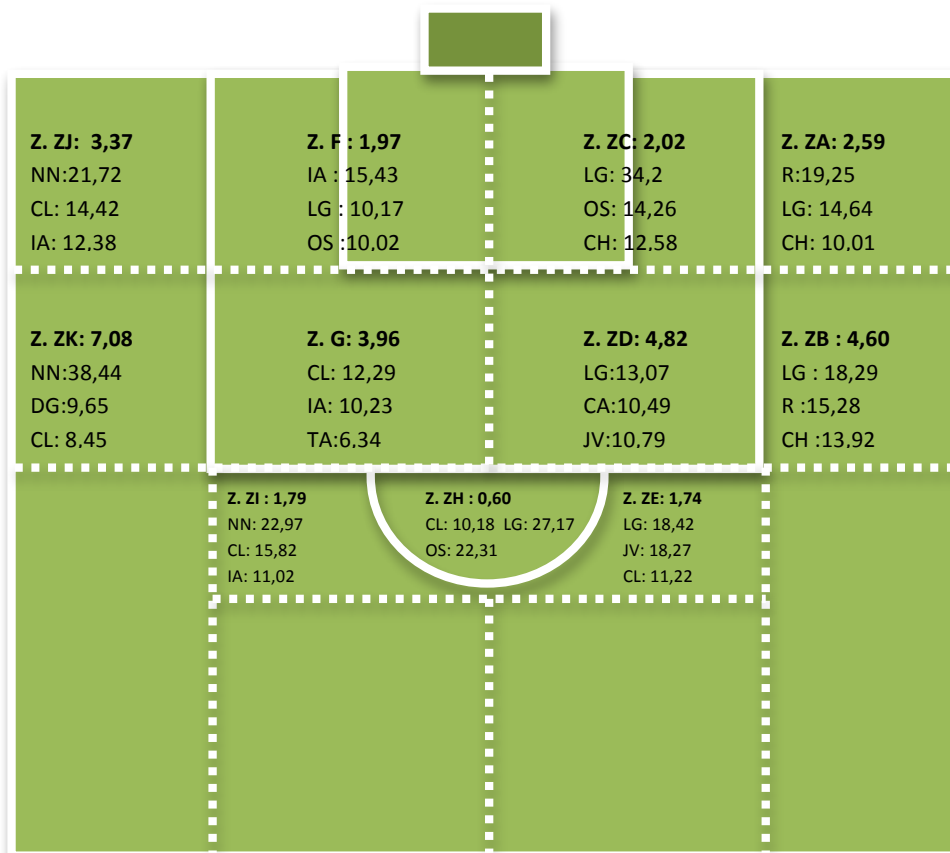 Z. ZJ: 3,37
NN:21,72
CL: 14,42
IA: 12,38
Z. F : 1,97
IA : 15,43
LG : 10,17
OS :10,02
Z. ZC: 2,02
LG: 34,2
OS: 14,26
CH: 12,58
Z. ZA: 2,59
R:19,25
LG: 14,64
CH: 10,01
Z. ZK: 7,08
NN:38,44
DG:9,65
CL: 8,45
Z. G: 3,96
CL: 12,29
IA: 10,23
TA:6,34
Z. ZD: 4,82
LG:13,07
CA:10,49
JV:10,79
Z. ZB : 4,60
LG : 18,29
R :15,28
CH :13,92
Z. ZI : 1,79
NN: 22,97
CL: 15,82
IA: 11,02
Z. ZH : 0,60
CL: 10,18 LG: 27,17
OS: 22,31
Z. ZE: 1,74
LG: 18,42
JV: 18,27
CL: 11,22